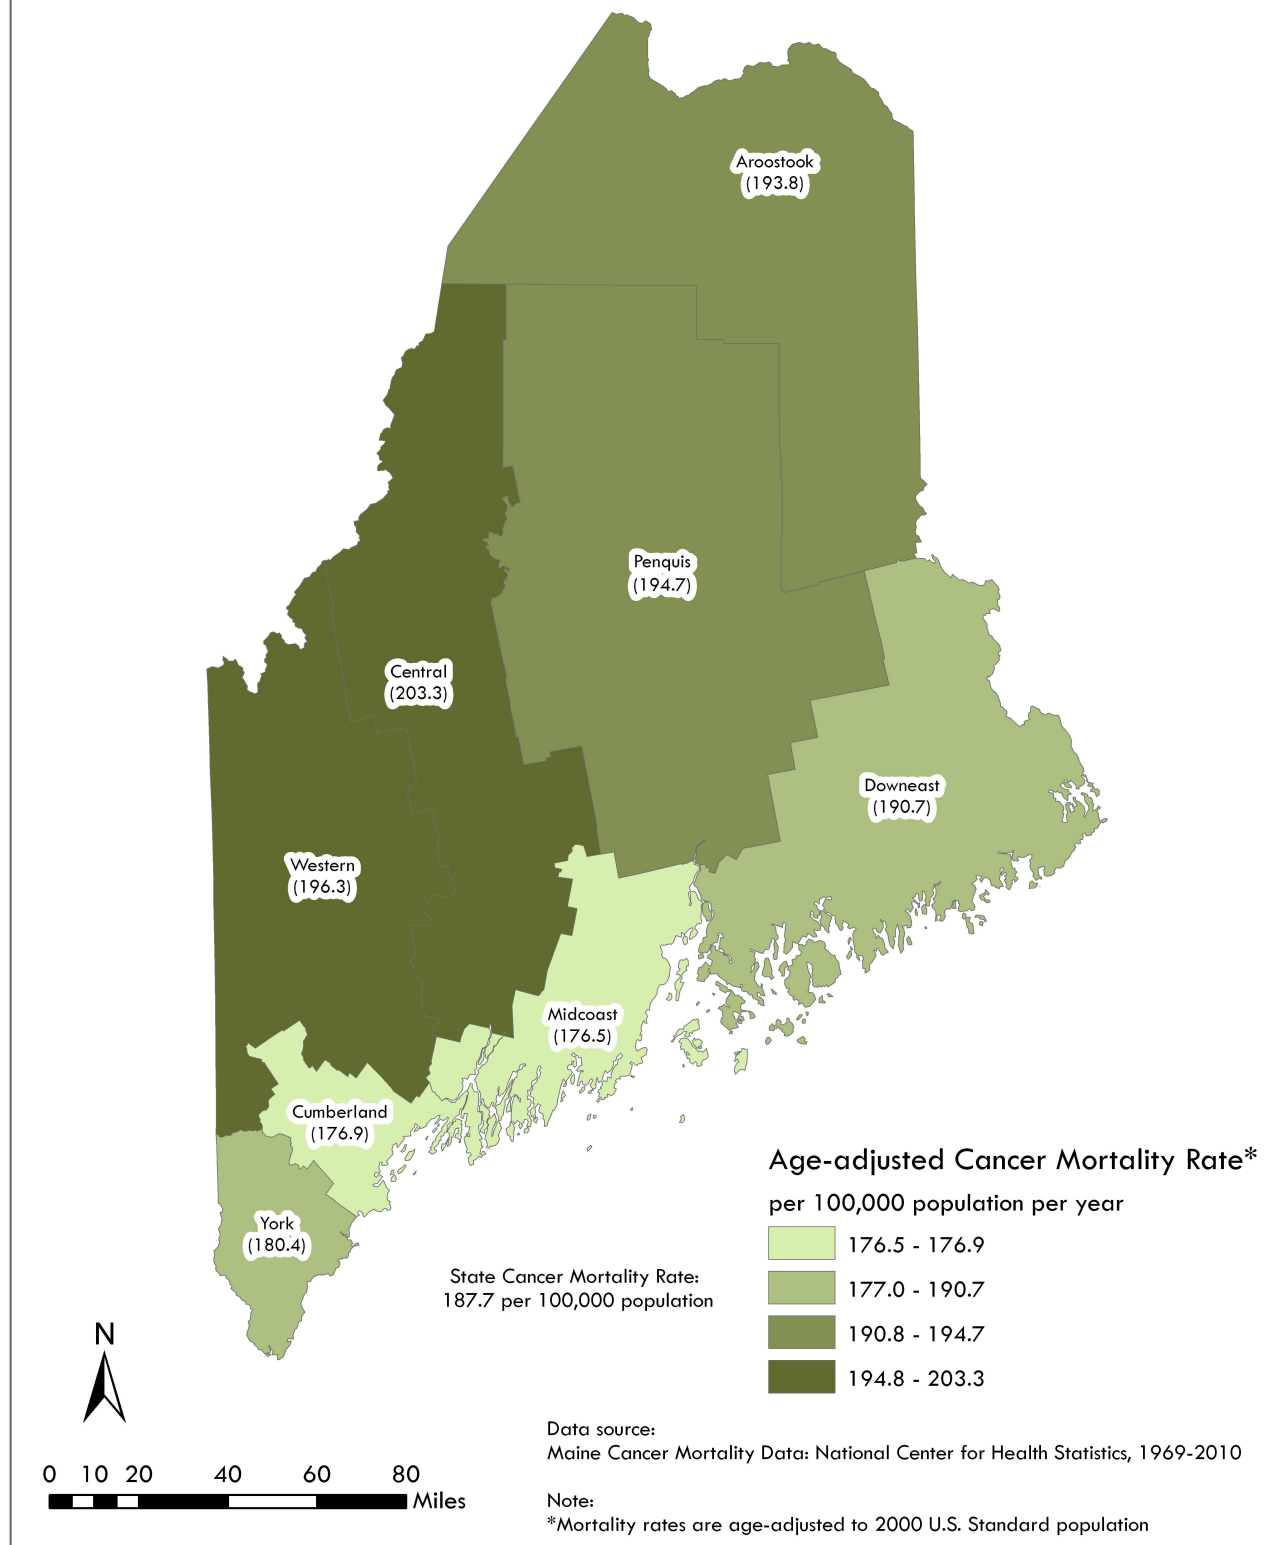 Aroostook
(193.8)
Penquis
(194.7)
Central
(203.3)
Downeast
(190.7)
Western
(196.3)
Midcoast
(176.5)
Cumberland
(176.9)
York
(180.4)
Age-adjusted Cancer Mortality Rate*
per 100,000 population per year
176.5 - 176.9
177.0 - 190.7
190.8 - 194.7
194.8 - 203.3
State Cancer Mortality Rate:
187.7 per 100,000 population
N
0 10 20 40 60 80
Miles
Data source:
Maine Cancer Mortality Data: National Center for Health Statistics, 1969-2010
Note:
*Mortality rates are age-adjusted to 2000 U.S. Standard population